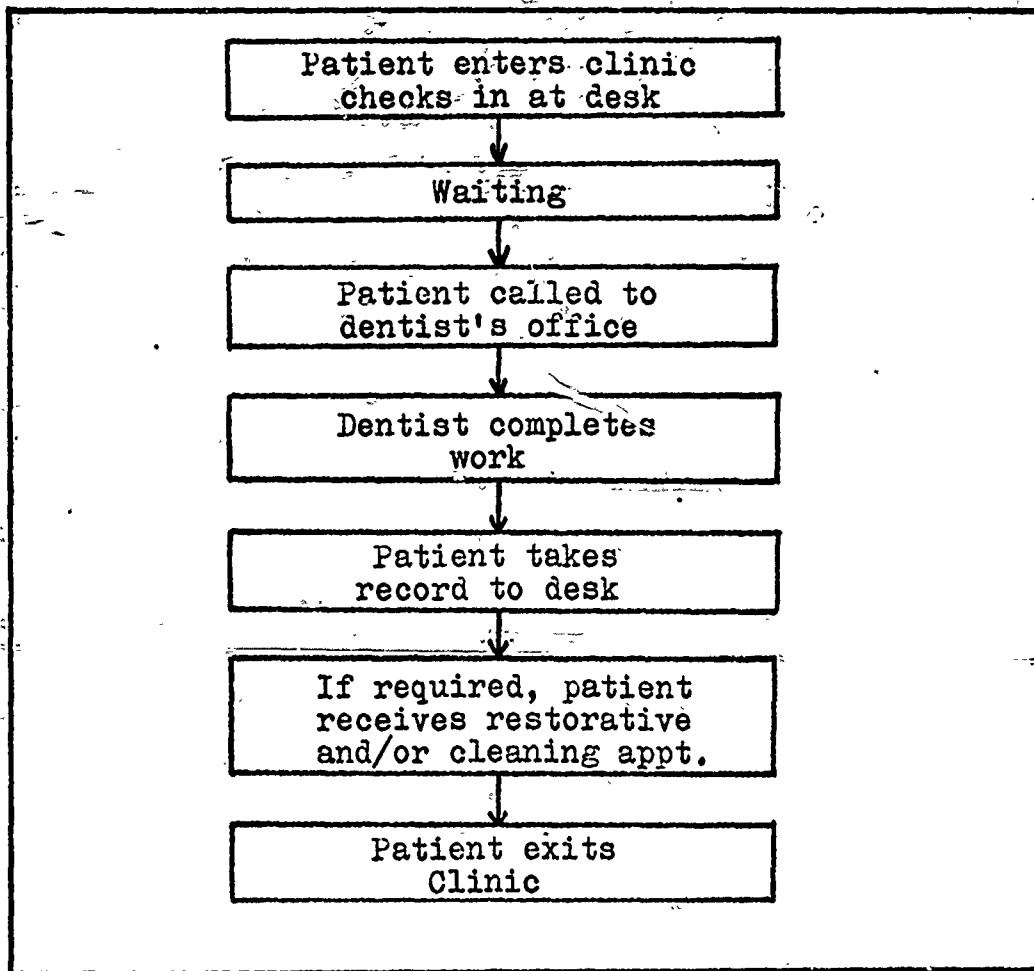 Patient enters clinic
checks in at desk
Waiting
Patient called to
dentist's office
Dentist completes
work
Patient takes
record to desk
If required, patient
receives restorative
and/or cleaning appt.
Patient exits
Clinic